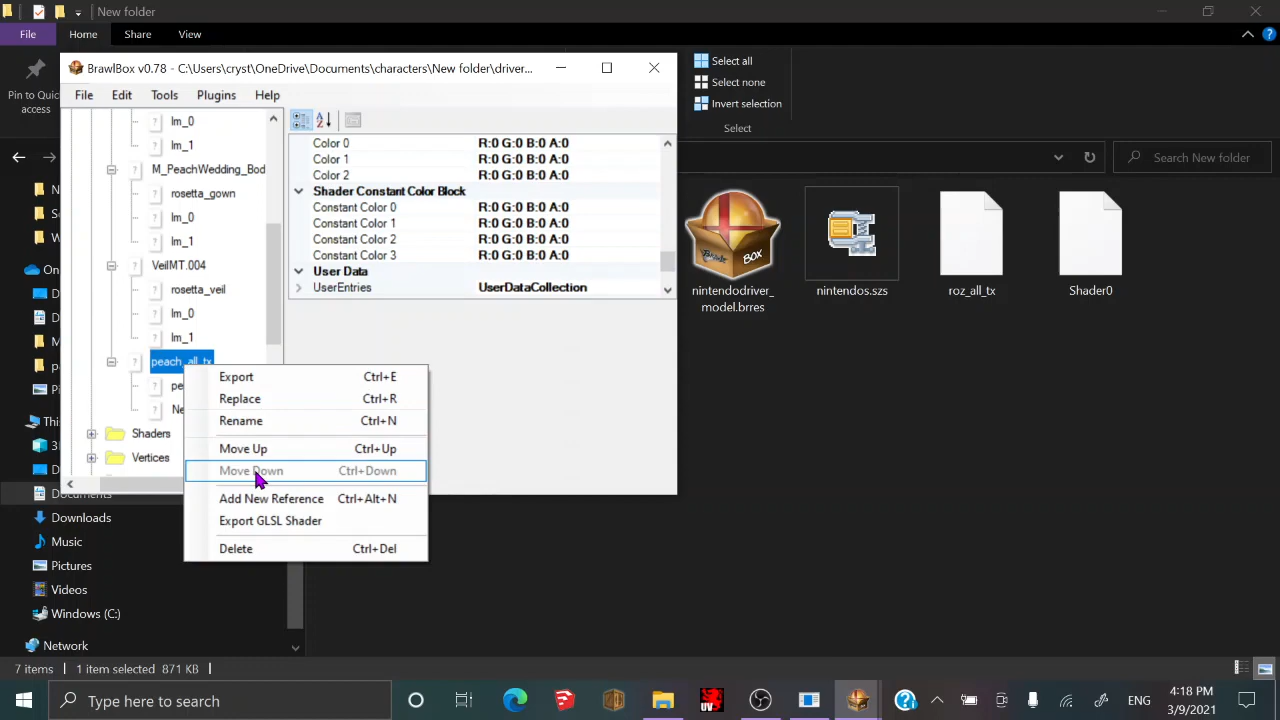 New folder
File
Home
Share
View
Pin to Quick
access
Select all
Select none
Invert selection
Select
Search New folder
BrawlBox v0.78 - C:\Users\cryst\OneDrive\Documents\characters\New folder\driver...
File
Edit
Tools
Plugins
Help
lm_0
lm_1
M_PeachWedding_Bod
rosetta_gown
lm_0
lm_1
VeilMT.004
rosetta_veil
lm_0
lm_1
peach_all_tx
pe
Ne
Shaders
Vertices
Color 0 R:0 G:0 B:0 A:0
Color 1 R:0 G:0 B:0 A:0
Color 2 R:0 G:0 B:0 A:0
Shader Constant Color Block
Constant Color 0 R:0 G:0 B:0 A:0
Constant Color 1 R:0 G:0 B:0 A:0
Constant Color 2 R:0 G:0 B:0 A:0
Constant Color 3 R:0 G:0 B:0 A:0
User Data
UserEntries UserDataCollection
Export Ctrl+E
Replace Ctrl+R
Rename Ctrl+N
Move Up Ctrl+Up
Move Down Ctrl+Down
Add New Reference Ctrl+Alt+N
Export GLSL Shader
Delete Ctrl+Del
BOX
nintendodriver_
model.brres
nintendos.szs
roz_all_tx
Shader0
N
S
W
p
OneD
D
D
M
p
Pi
This
3
D
Documents
Downloads
Music
Pictures
Videos
Windows (C:)
Network
7 items
1 item selected 871 KB
Type here to search
UV
ENG
4:18 PM
3/9/2021